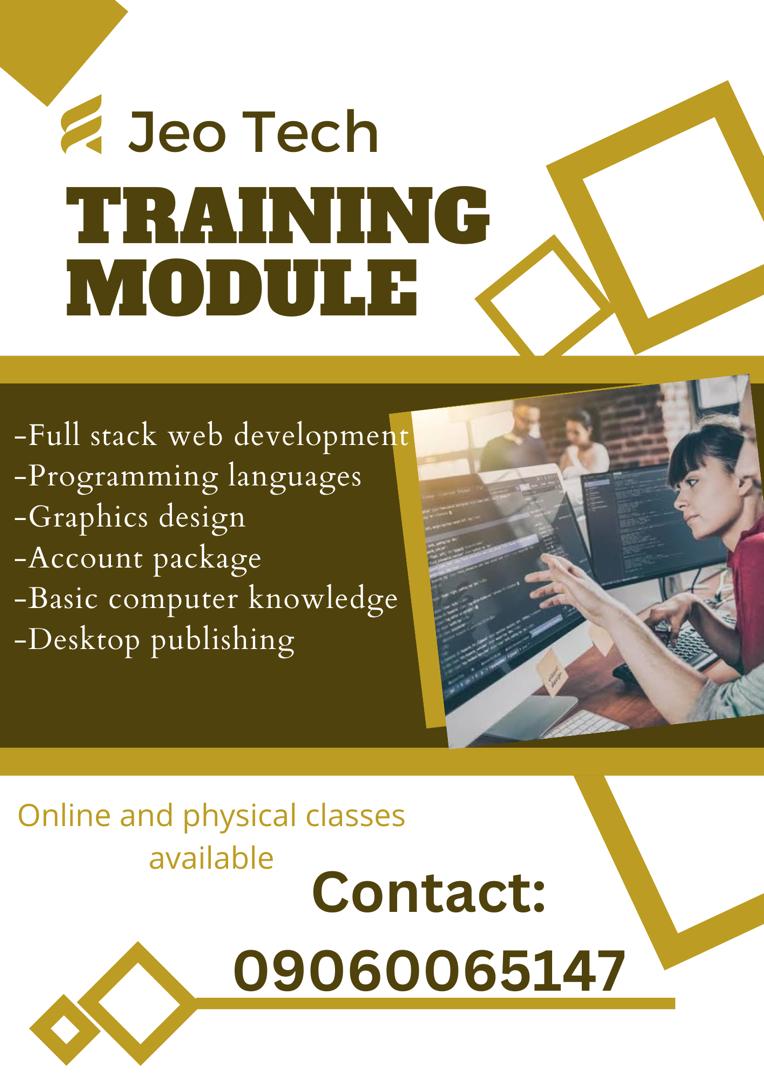 Jeo Tech
TRAINING
MODULE
-Full stack web development
-Programming languages
-Graphics design
-Account package
-Basic computer knowledge
-Desktop publishing
Online and physical classes
available
Contact:
09060065147